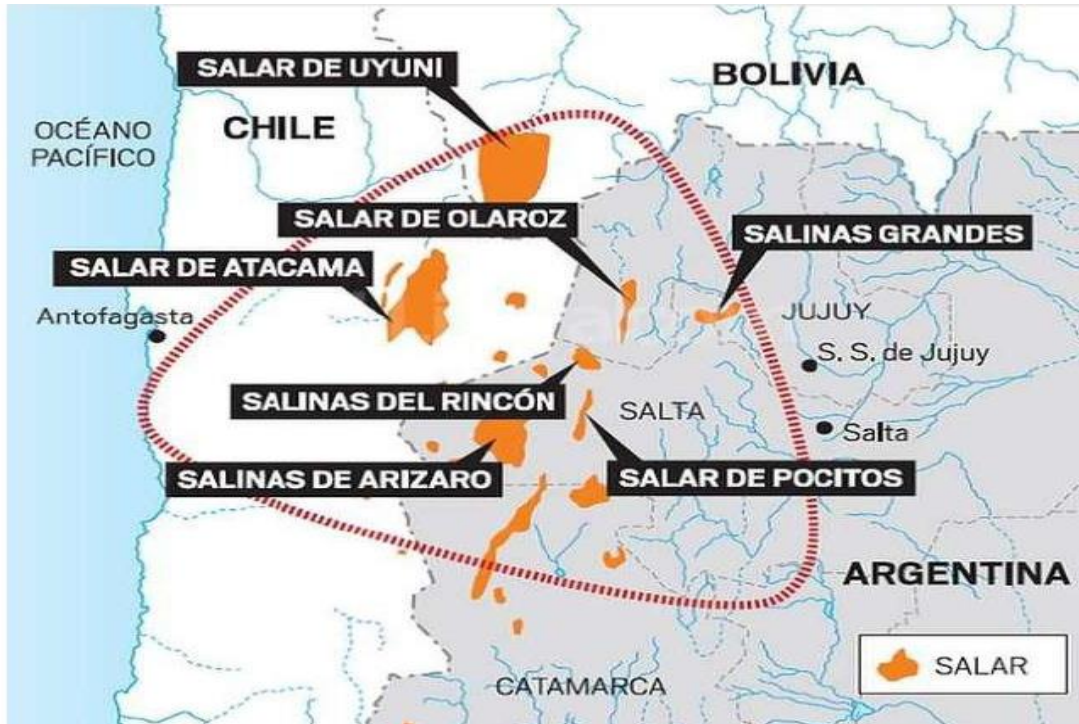 SALAR DE UYUNI
BOLIVIA
OCÉANO
PACÍFICO
CHILE
SALAR DE OLAROZ
SALINAS GRANDES
SALAR DE ATACAMA
Antofagasta
JUJUY
S. S. de Jujuy
SALINAS DEL RINCÓN
SALTA
Salta
SALINAS DE ARIZARO
SALAR DE POCITOS
ARGENTINA
SALAR
CATAMARCA